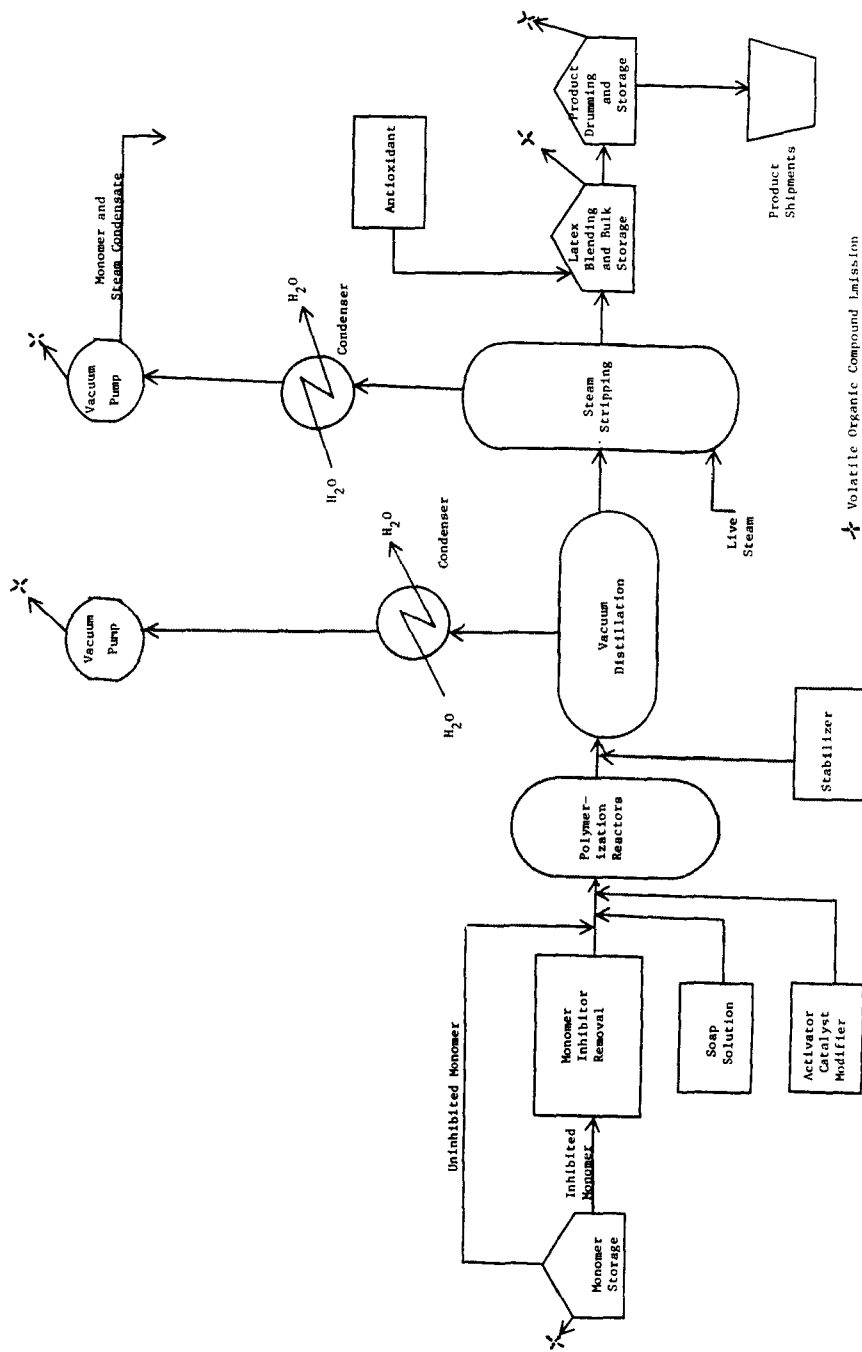 Monomer
Storage
Inhibited
Monomer
Uninhibited Monomer
Monomer
Inhibitor
Removal
Soap
Solution
Activator
Catalyst
Modifier
Polymer-
ization
Reactors
Stabilizer
Vacuum
Distillation
H2O
H2O
Condenser
Vacuum
Pump
Live
Steam
Steam
Stripping
H2O
H2O
Condenser
Vacuum
Pump
Monomer and
Steam Condensate
Antioxidant
Latex
Blending
and Bulk
Storage
Product
Drumming
and
Storage
Product
Shipments
Volatile Organic Compound Emission